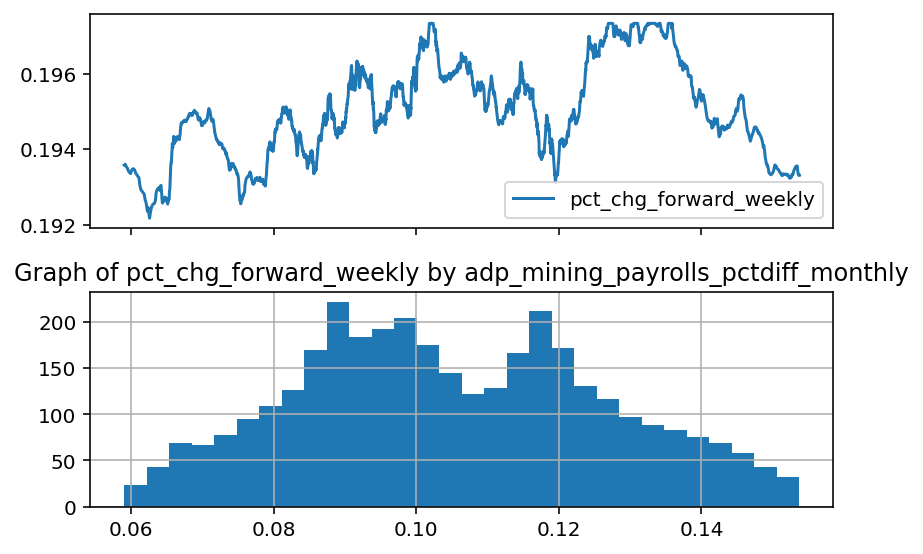 0.196
0.194
0.192
pct_chg_forward_weekly
Graph of pct_chg_forward_weekly by adp_mining_payrolls_pctdiff_monthly
200
150
100
50
0
0.06 0.08 0.10 0.12 0.14